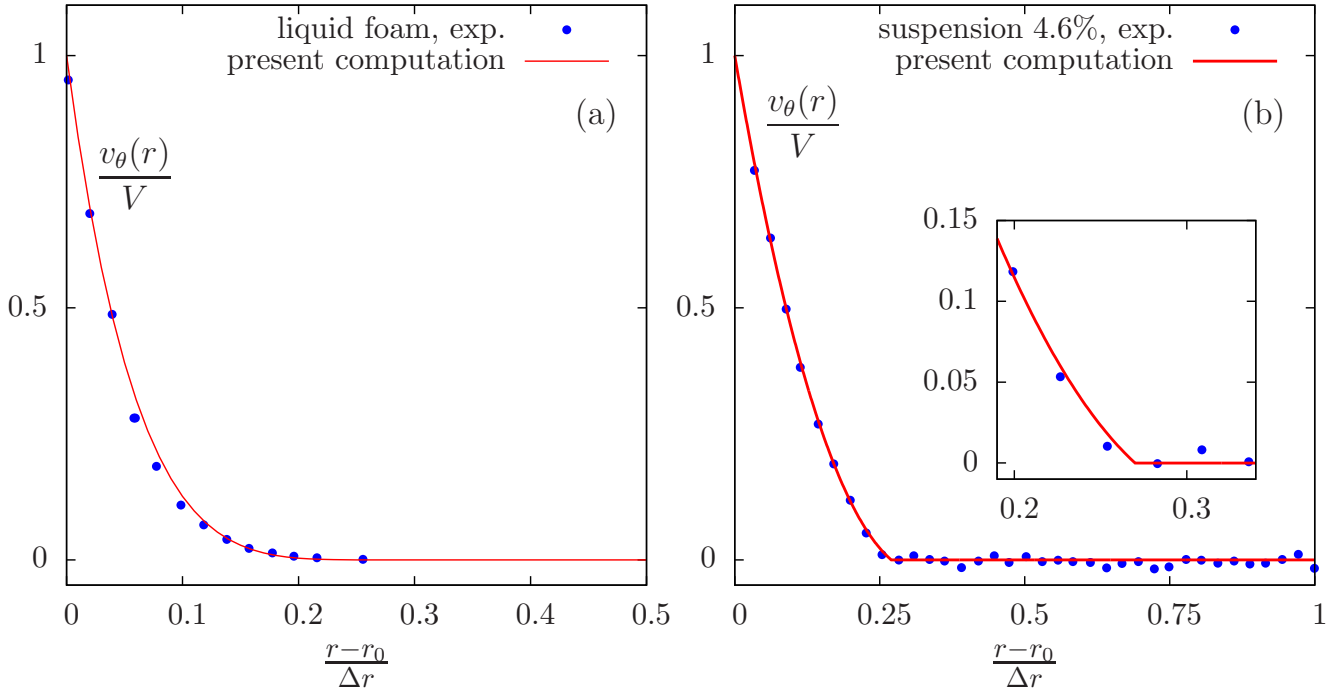 liquid foam, exp.
present computation
(a)
v_θ(r)/V
1
0.5
0
0 0.1 0.2 0.3 0.4 0.5
r−r_0/Δr
suspension 4.6%, exp.
present computation
(b)
v_θ(r)/V
1
0.5
0
0 0.25 0.5 0.75 1
r−r_0/Δr
0.15
0.1
0.05
0
0.2 0.3